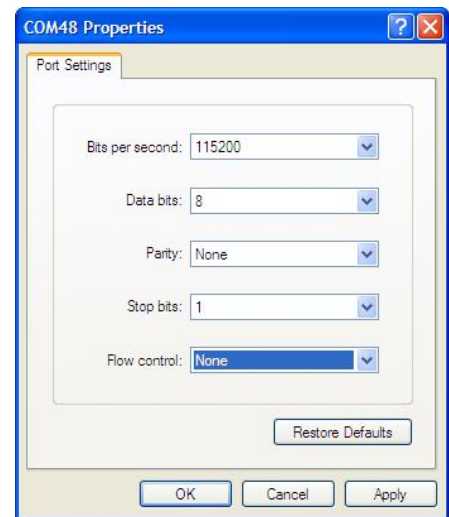 COM48 Properties
Port Settings
Bits per second: 115200
Data bits: 8
Parity: None
Stop bits: 1
Flow control: None
Restore Defaults
OK Cancel Apply